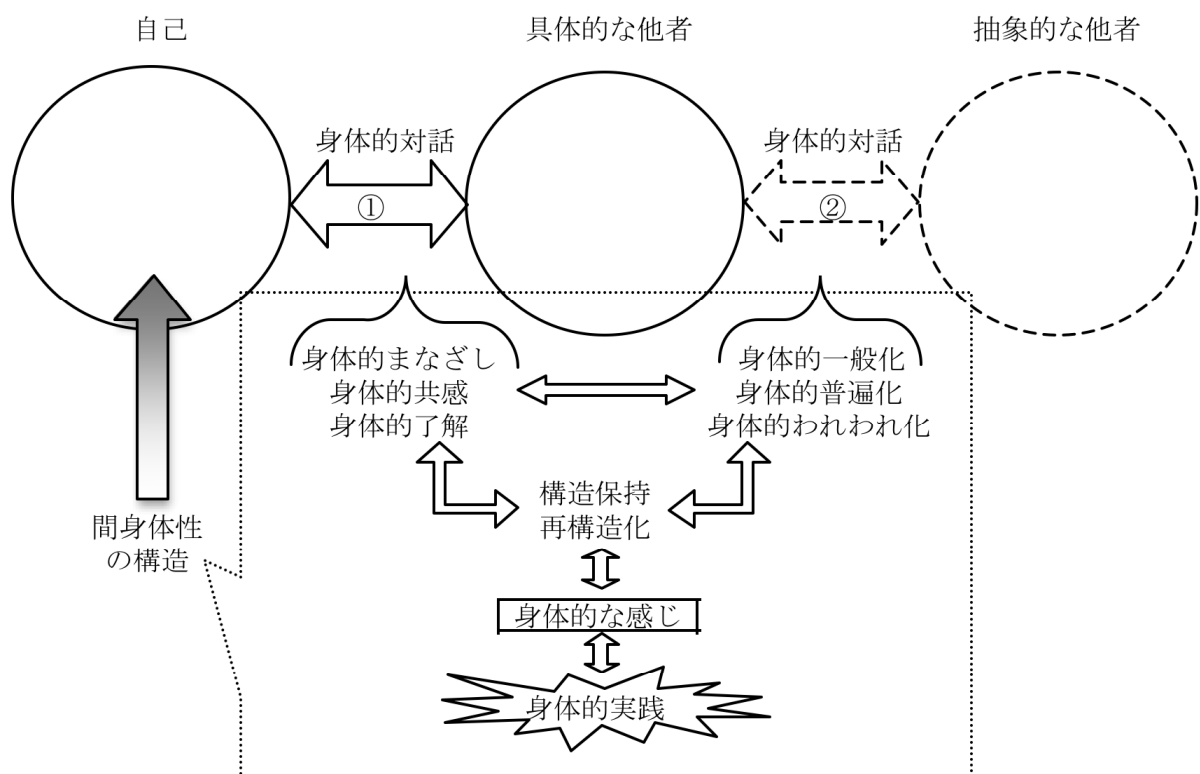 自己
具体的な他者
抽象的な他者
身体的対話
身体的対話
①
②
身体的まなざし
身体的共感
身体的了解
身体的一般化
身体的普遍化
身体的われわれ化
構造保持
再構造化
間身体性
の構造
身体的な感じ
身体的実践